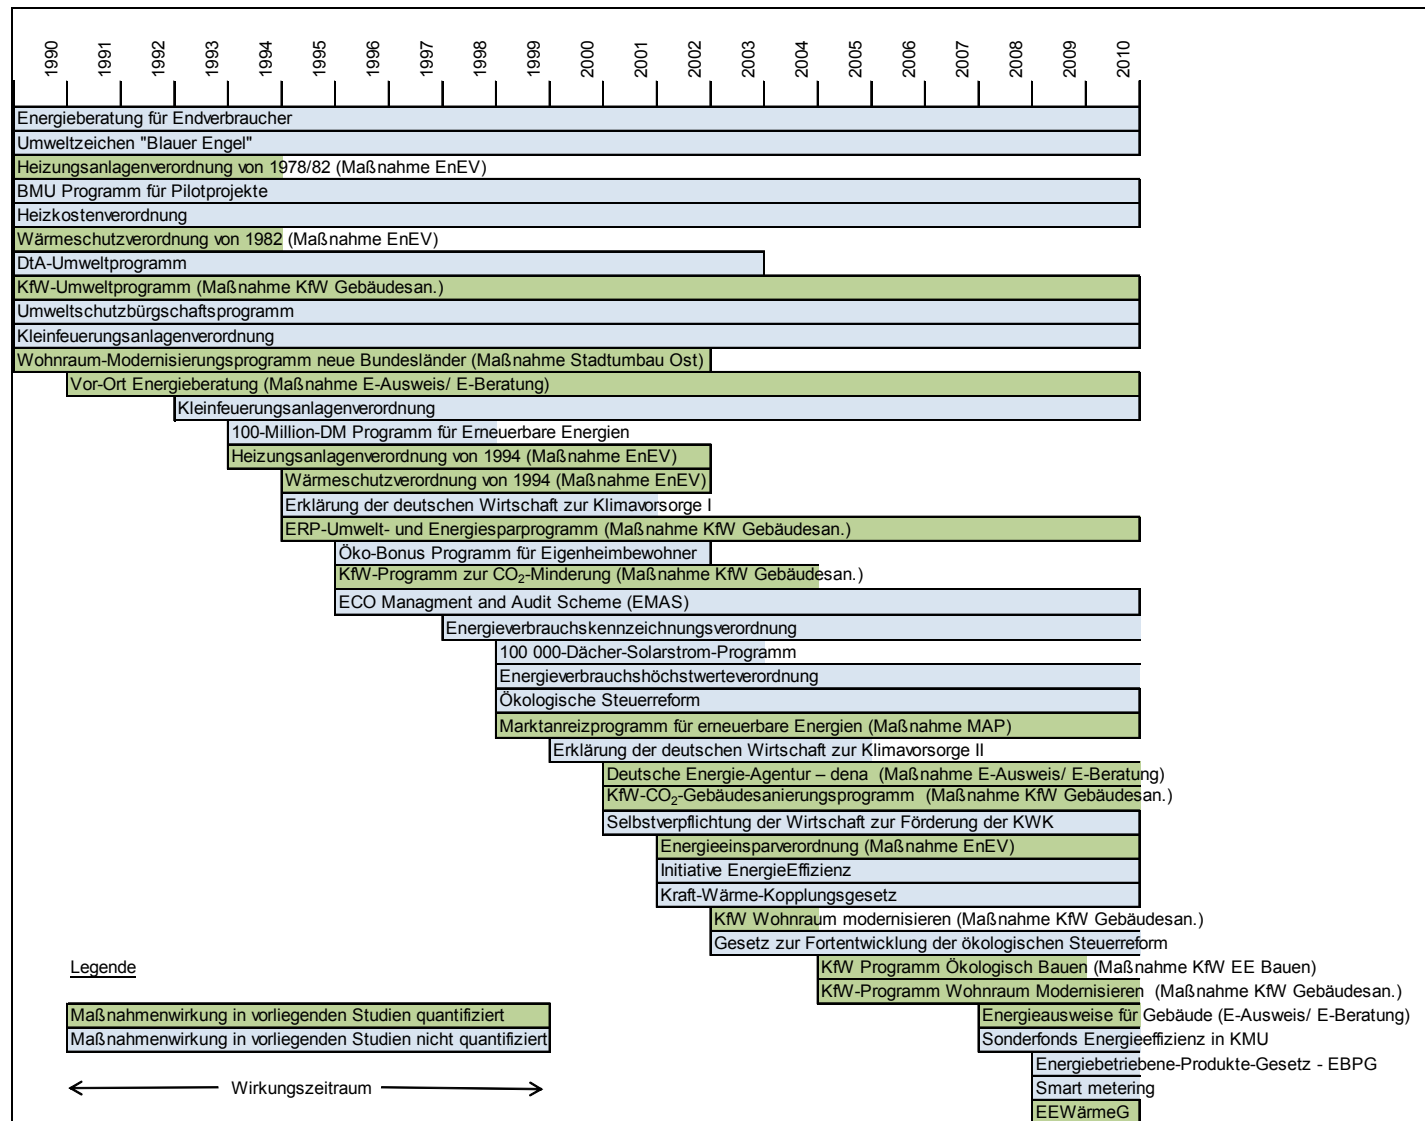 1990 1991 1992 1993 1994 1995 1996 1997 1998 1999 2000 2001 2002 2003 2004 2005 2006 2007 2008 2009 2010
Energieberatung für Endverbraucher
Umweltzeichen "Blauer Engel"
Heizungsanlagenverordnung von 1978/82 (Maßnahme EnEV)
BMU Programm für Pilotprojekte
Heizkostenverordnung
Wärmeschutzverordnung von 1982 (Maßnahme EnEV)
DtA-Umweltprogramm
KfW-Umweltprogramm (Maßnahme KfW Gebäudesan.)
Umweltschutzbürgschaftsprogramm
Kleinfeuerungsanlagenverordnung
Wohnraum-Modernisierungsprogramm neue Bundesländer (Maßnahme Stadtumbau Ost)
Vor-Ort Energieberatung (Maßnahme E-Ausweis/ E-Beratung)
Kleinfeuerungsanlagenverordnung
100-Million-DM Programm für Erneuerbare Energien
Heizungsanlagenverordnung von 1994 (Maßnahme EnEV)
Wärmeschutzverordnung von 1994 (Maßnahme EnEV)
Erklärung der deutschen Wirtschaft zur Klimavorsorge I
ERP-Umwelt- und Energiesparprogramm (Maßnahme KfW Gebäudesan.)
Öko-Bonus Programm für Eigenheimbewohner
KfW-Programm zur CO₂-Minderung (Maßnahme KfW Gebäudesan.)
ECO Managment and Audit Scheme (EMAS)
Energieverbrauchskennzeichnungsverordnung
100 000-Dächer-Solarstrom-Programm
Energieverbrauchshöchstwerteverordnung
Ökologische Steuerreform
Marktanreizprogramm für erneuerbare Energien (Maßnahme MAP)
Erklärung der deutschen Wirtschaft zur Klimavorsorge II
Deutsche Energie-Agentur – dena (Maßnahme E-Ausweis/ E-Beratung)
KfW-CO₂-Gebäudesanierungsprogramm (Maßnahme KfW Gebäudesan.)
Selbstverpflichtung der Wirtschaft zur Förderung der KWK
Energieeinsparverordnung (Maßnahme EnEV)
Initiative EnergieEffizienz
Kraft-Wärme-Kopplungsgesetz
KfW Wohnraum modernisieren (Maßnahme KfW Gebäudesan.)
Gesetz zur Fortentwicklung der ökologischen Steuerreform
KfW Programm Ökologisch Bauen (Maßnahme KfW EE Bauen)
KfW-Programm Wohnraum Modernisieren (Maßnahme KfW Gebäudesan.)
Energieausweise für Gebäude (E-Ausweis/ E-Beratung)
Sonderfonds Energieeffizienz in KMU
Energiebetriebene-Produkte-Gesetz - EBPG
Smart metering
EEWärmeG
Legende
Maßnahmenwirkung in vorliegenden Studien quantifiziert
Maßnahmenwirkung in vorliegenden Studien nicht quantifiziert
Wirkungszeitraum